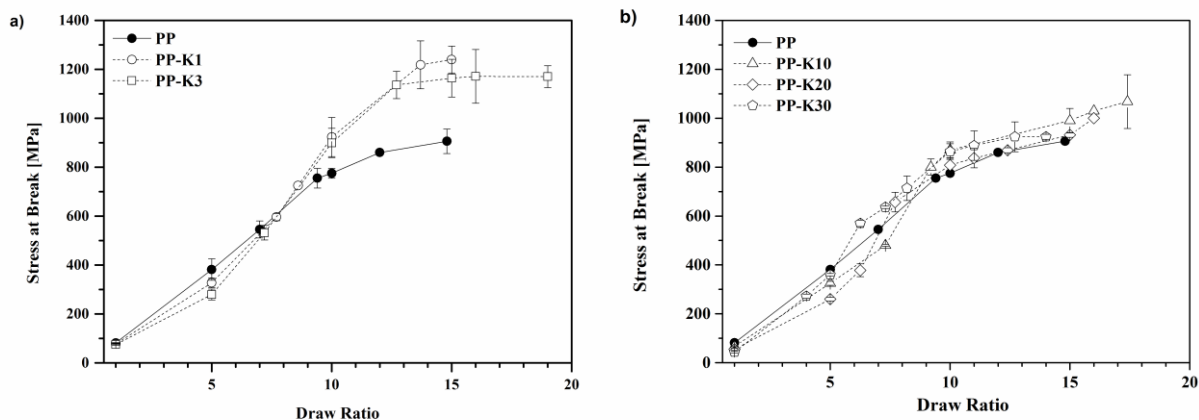 a)
PP
PP-K1
PP-K3
1400
1200
1000
800
600
400
200
0
Stress at Break [MPa]
5 10 15 20
Draw Ratio
b)
PP
PP-K10
PP-K20
PP-K30
1400
1200
1000
800
600
400
200
0
Stress at Break [MPa]
5 10 15 20
Draw Ratio